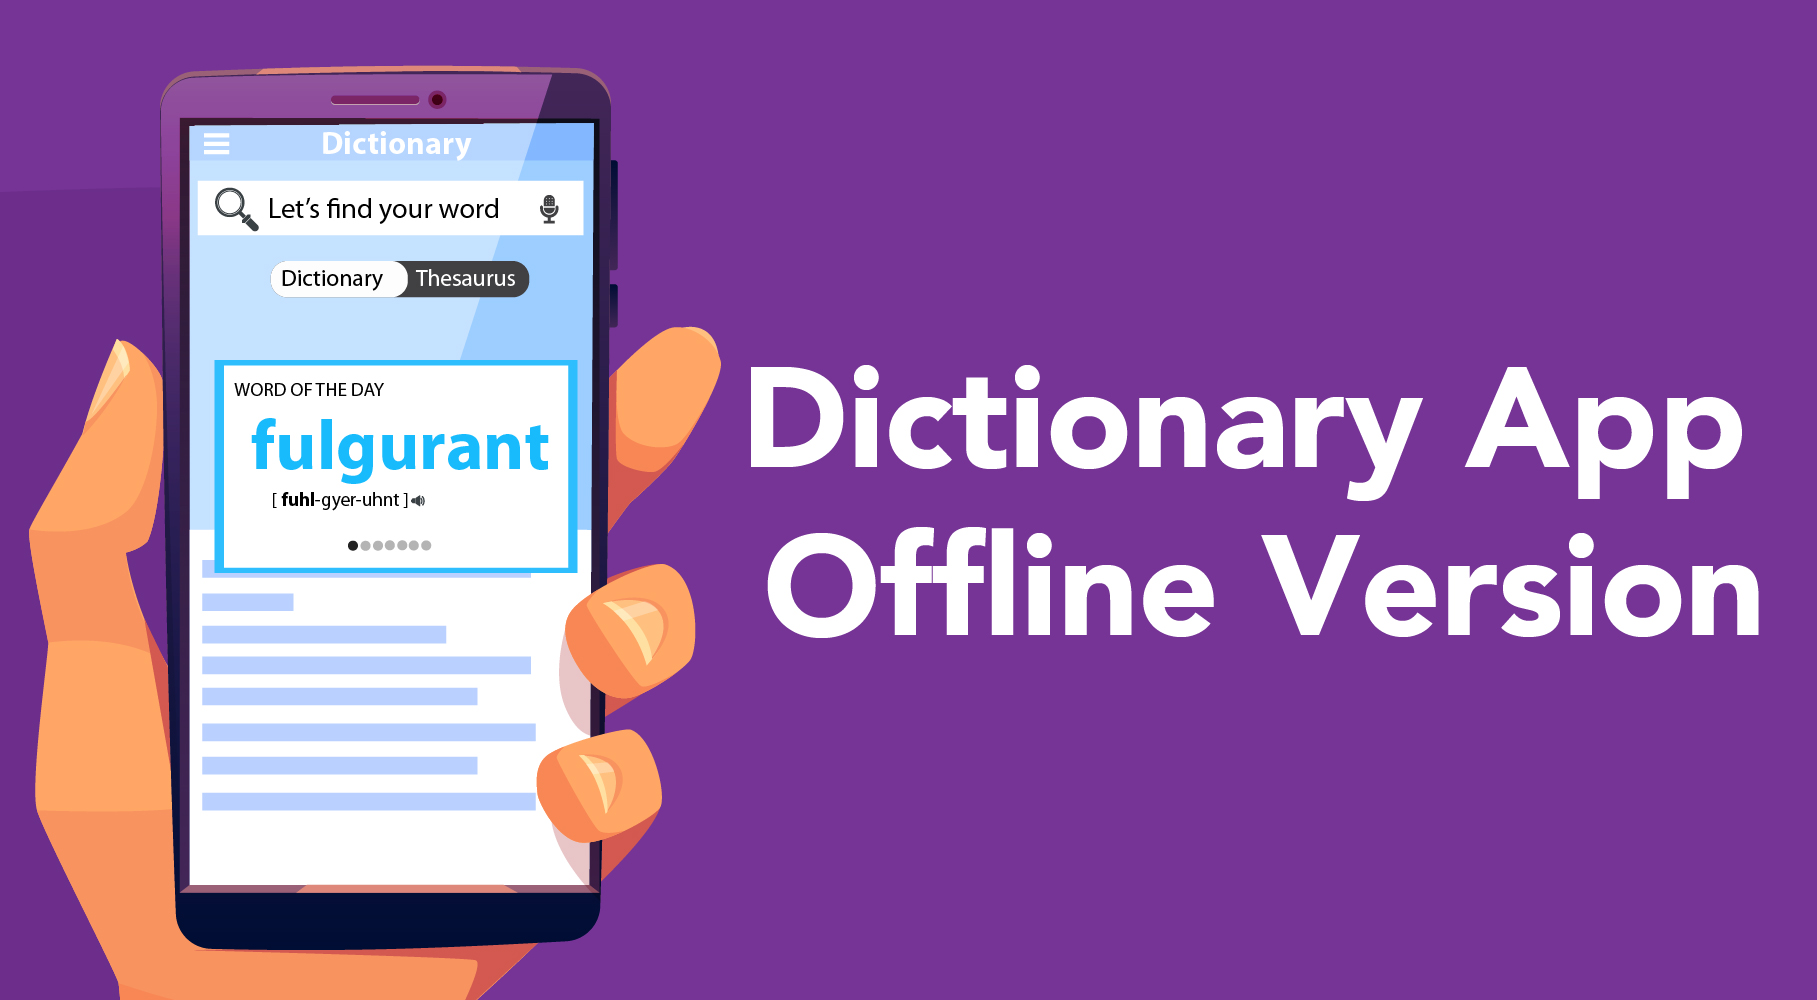 Dictionary
Let's find your word
Dictionary Thesaurus
WORD OF THE DAY
fulgurant
[ fuhl-gyer-uhnt ]
Dictionary App
Offline Version